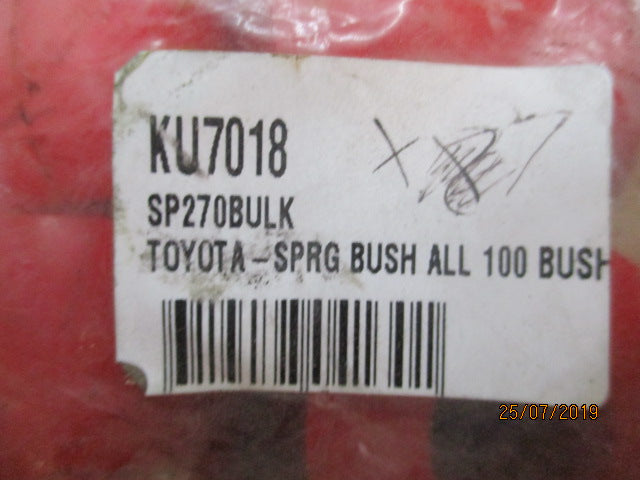 KU7018
SP270BULK
TOYOTA-SPRG BUSH ALL 100 BUSH
25/07/2019